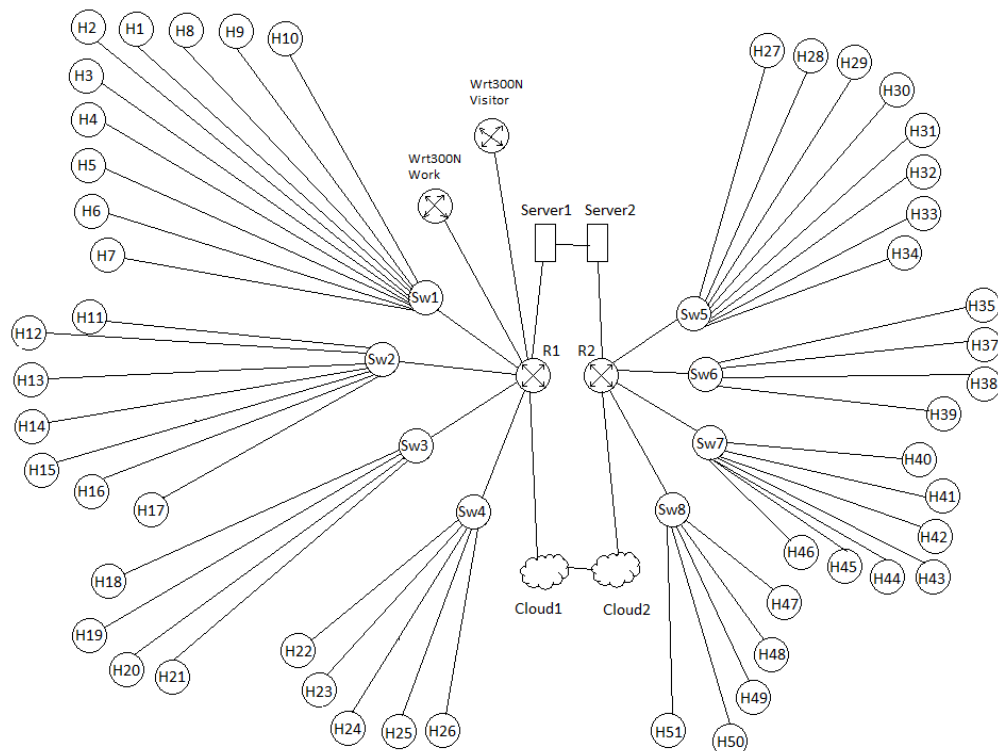 H2
H1
H8
H9
H10
H3
H4
H5
H6
H7
Wrt300N
Visitor
Wrt300N
Work
Server1
Server2
H27
H28
H29
H30
H31
H32
H33
H34
Sw1
Sw5
H11
H12
H13
H14
H15
H16
H17
Sw2
R1
R2
Sw6
H35
H37
H38
H39
Sw3
Sw7
H40
H41
H42
H43
H44
H45
H46
H18
H19
H20
H21
Sw4
Sw8
H22
H23
H24
H25
H26
Cloud1
Cloud2
H47
H48
H49
H50
H51